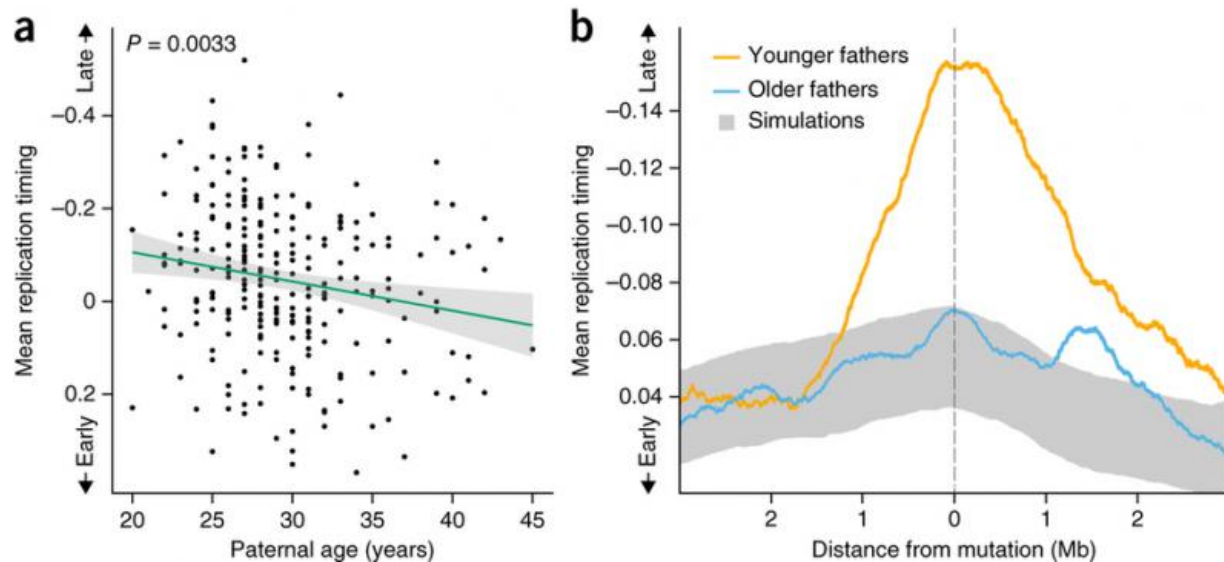 a
P = 0.0033
Late
−0.4
−0.2
0
0.2
Early
Mean replication timing
20 25 30 35 40 45
Paternal age (years)
b
Younger fathers
Older fathers
Simulations
Late
−0.14
−0.12
−0.10
−0.08
0.06
0.04
Early
Mean replication timing
2 1 0 1 2
Distance from mutation (Mb)